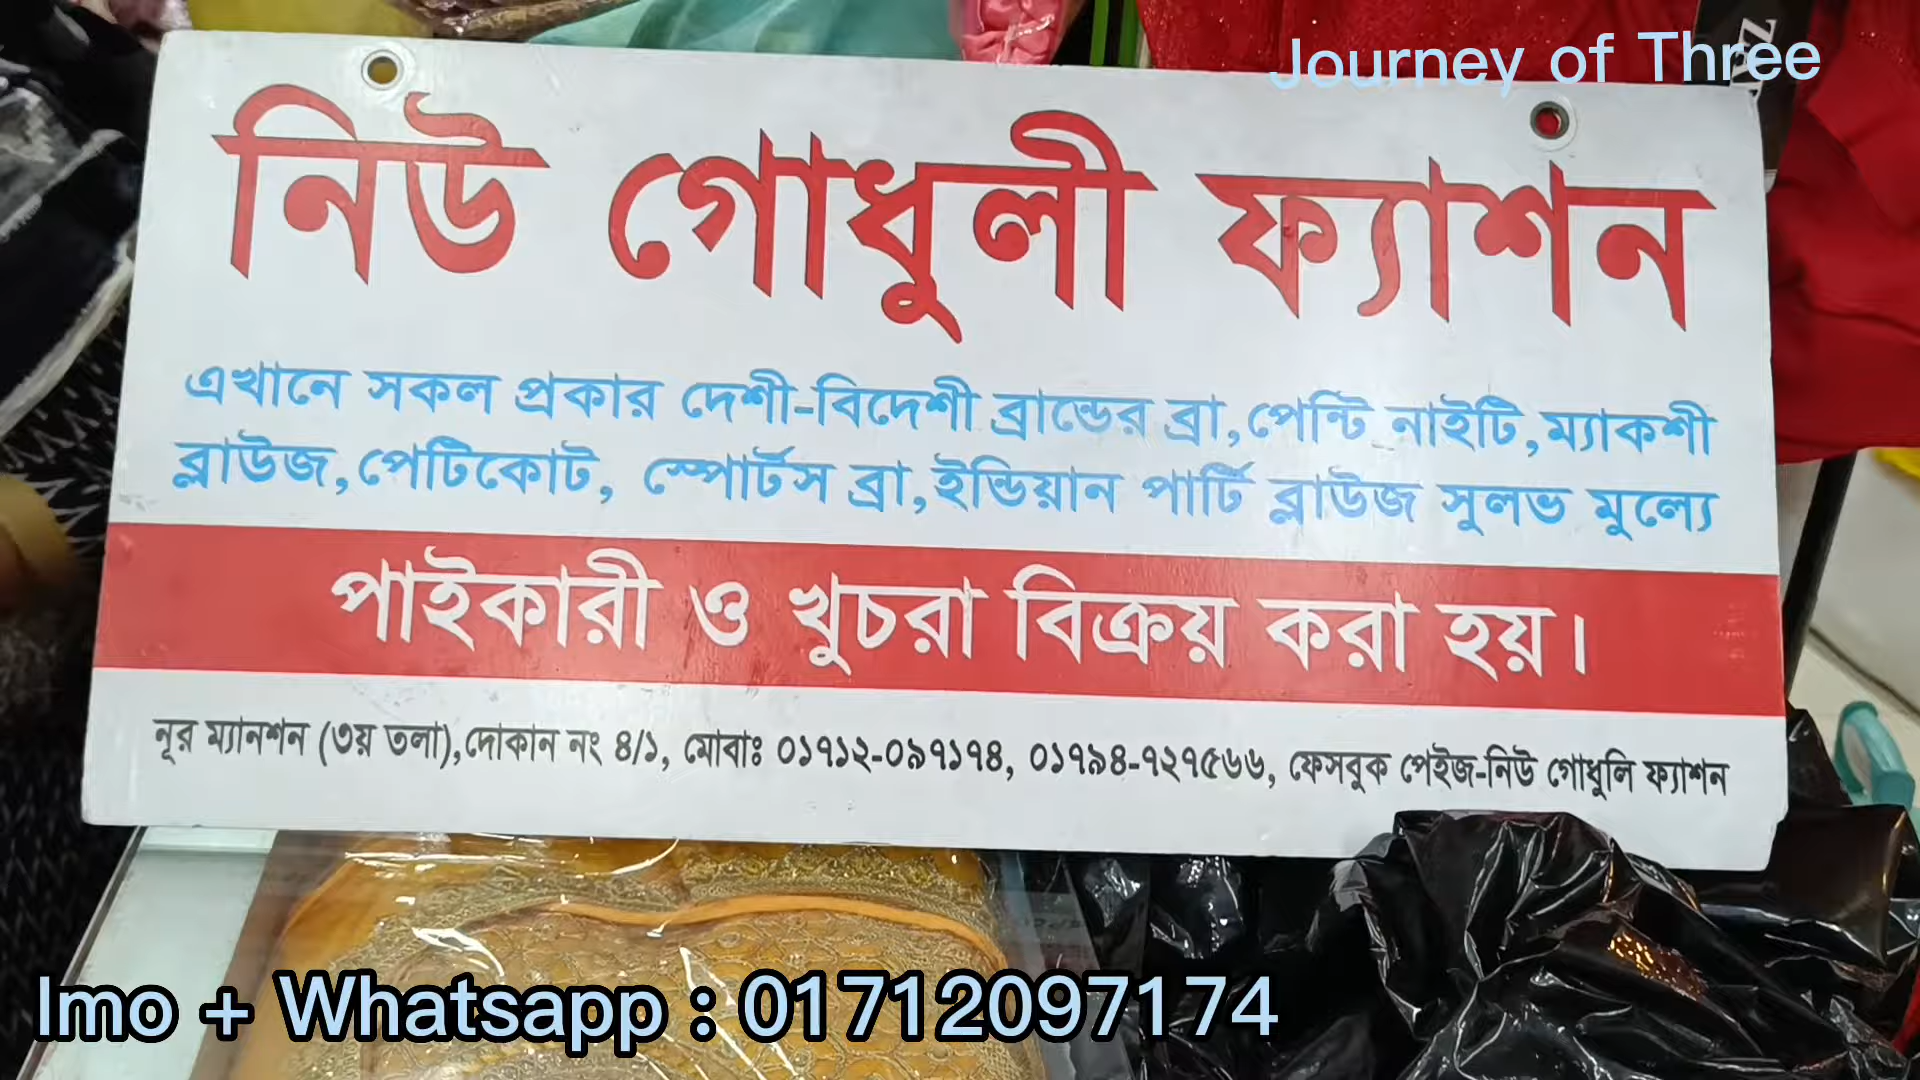 Journey of Three
নিউ গোধুলী ফ্যাশন
এখানে সকল প্রকার দেশী-বিদেশী ব্রান্ডের ব্রা,পেন্টি নাইটি,ম্যাকশী
ব্লাউজ,পেটিকোট, স্পোর্টস ব্রা,ইন্ডিয়ান পার্টি ব্লাউজ সুলভ মুল্যে
পাইকারী ও খুচরা বিক্রয় করা হয়।
নূর ম্যানশন (৩য় তলা),দোকান নং ৪/১, মোবাঃ ০১৭১২-০৯৭১৭৪, ০১৭৯৪-৭২৭৫৬৬, ফেসবুক পেইজ-নিউ গোধুলি ফ্যাশন
Imo + Whatsapp : 01712097174